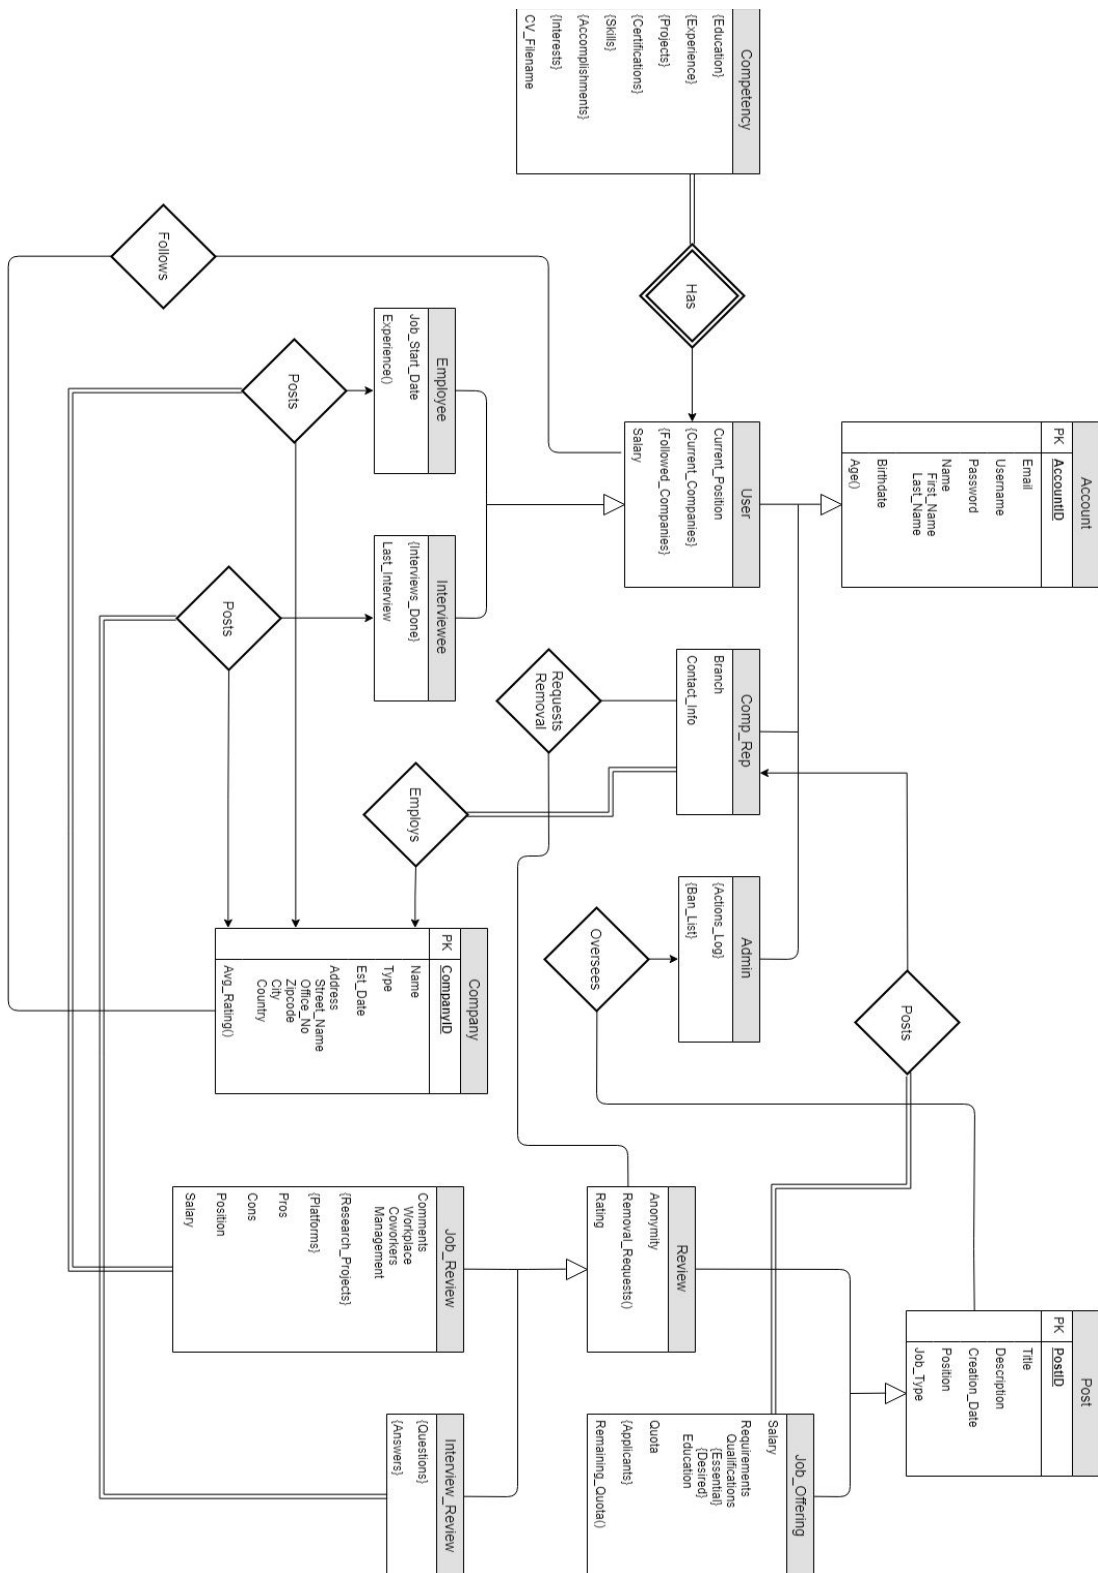 Competency
{Education}
{Experience}
{Projects}
{Certifications}
{Skills}
{Accomplishments}
{Interests}
CV_Filename
Has
Follows
Account
PK
AccountID
Email
Username
Password
Name
First_Name
Last_Name
Birthdate
Age()
User
Current_Position
{Current_Companies}
{Followed_Companies}
Salary
Employee
Job_Start_Date
Experience()
Posts
Interviewee
{Interviews_Done}
Last_Interview
Posts
Comp_Rep
Branch
Contact_Info
Requests
Removal
Employs
Admin
{Actions_Log}
{Ban_List}
Oversees
Posts
Company
PK
CompanyID
Name
Type
Est_Date
Address
Street_Name
Office_No
Zipcode
City
Country
Avg_Rating()
Post
PK
PostID
Title
Description
Creation_Date
Position
Job_Type
Review
Anonymity
Removal_Requests()
Rating
Job_Review
Comments
Workplace
Coworkers
Management
{Research_Projects}
{Platforms}
Pros
Cons
Position
Salary
Job_Offering
Salary
Requirements
Qualifications
{Essential}
{Desired}
Education
Quota
{Applicants}
Remaining_Quota()
Interview_Review
{Questions}
{Answers}